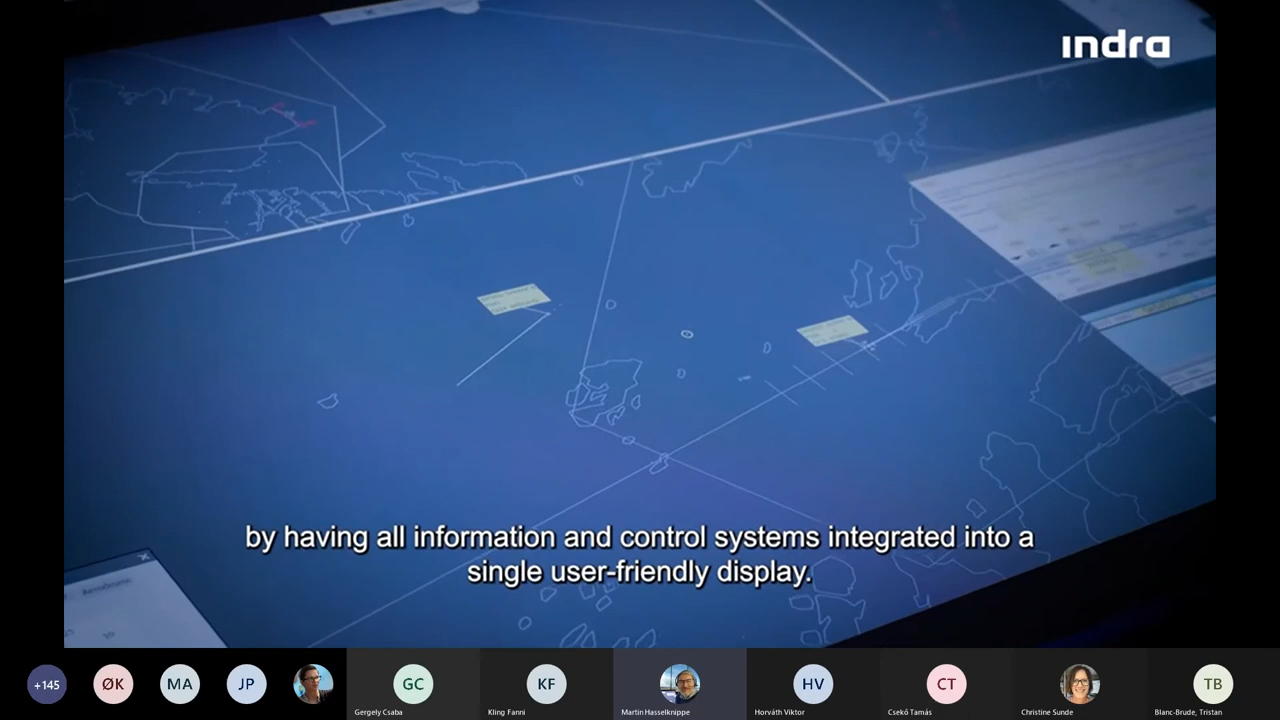 indra
by having all information and control systems integrated into a
single user-friendly display.
+145
ØK
MA
JP
GC
KF
HV
CT
TB
Gergely Csaba
Kling Fanni
Martin Hasselknippe
Horváth Viktor
Csekő Tamás
Christine Sunde
Blanc-Brude, Tristan